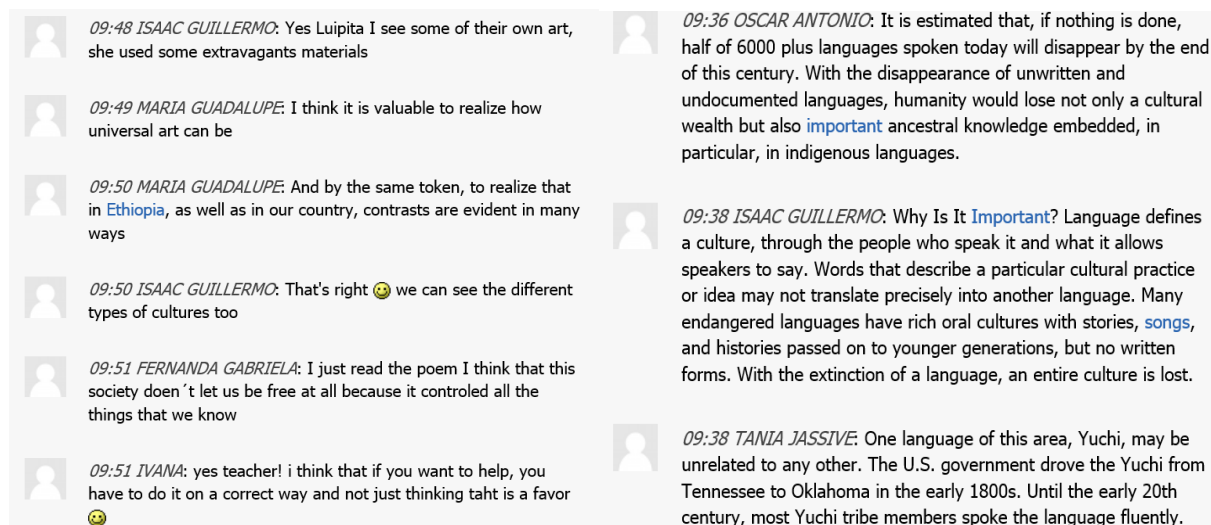 09:48 ISAAC GUILLERMO: Yes Luipita I see some of their own art,
she used some extravagants materials
09:49 MARIA GUADALUPE: I think it is valuable to realize how
universal art can be
09:50 MARIA GUADALUPE: And by the same token, to realize that
in Ethiopia, as well as in our country, contrasts are evident in many
ways
09:50 ISAAC GUILLERMO: That's right we can see the different
types of cultures too
09:51 FERNANDA GABRIELA: I just read the poem I think that this
society doen´t let us be free at all because it controled all the
things that we know
09:51 IVANA: yes teacher! i think that if you want to help, you
have to do it on a correct way and not just thinking taht is a favor
09:36 OSCAR ANTONIO: It is estimated that, if nothing is done,
half of 6000 plus languages spoken today will disappear by the end
of this century. With the disappearance of unwritten and
undocumented languages, humanity would lose not only a cultural
wealth but also important ancestral knowledge embedded, in
particular, in indigenous languages.
09:38 ISAAC GUILLERMO: Why Is It Important? Language defines
a culture, through the people who speak it and what it allows
speakers to say. Words that describe a particular cultural practice
or idea may not translate precisely into another language. Many
endangered languages have rich oral cultures with stories, songs,
and histories passed on to younger generations, but no written
forms. With the extinction of a language, an entire culture is lost.
09:38 TANIA JASSIVE: One language of this area, Yuchi, may be
unrelated to any other. The U.S. government drove the Yuchi from
Tennessee to Oklahoma in the early 1800s. Until the early 20th
century, most Yuchi tribe members spoke the language fluently.